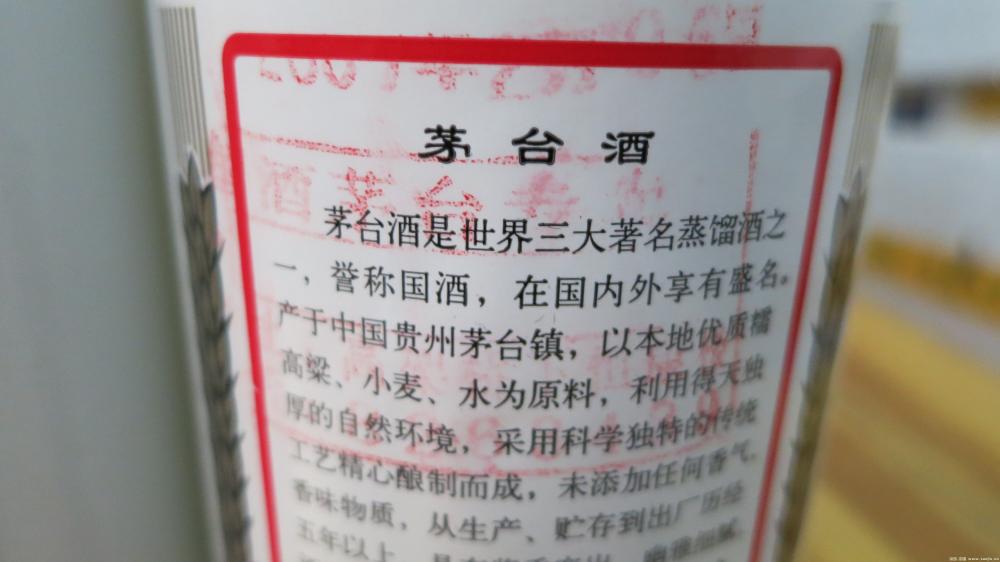 茅台酒
茅台酒是世界三大著名蒸馏酒之
一，誉称国酒，在国内外享有盛名。
产于中国贵州茅台镇，以本地优质糯
高粱、小麦、水为原料，利用得天独
厚的自然环境，采用科学独特的传统
工艺精心酿制而成，未添加任何香气、
香味物质，从生产、贮存到出厂历经
五年以上